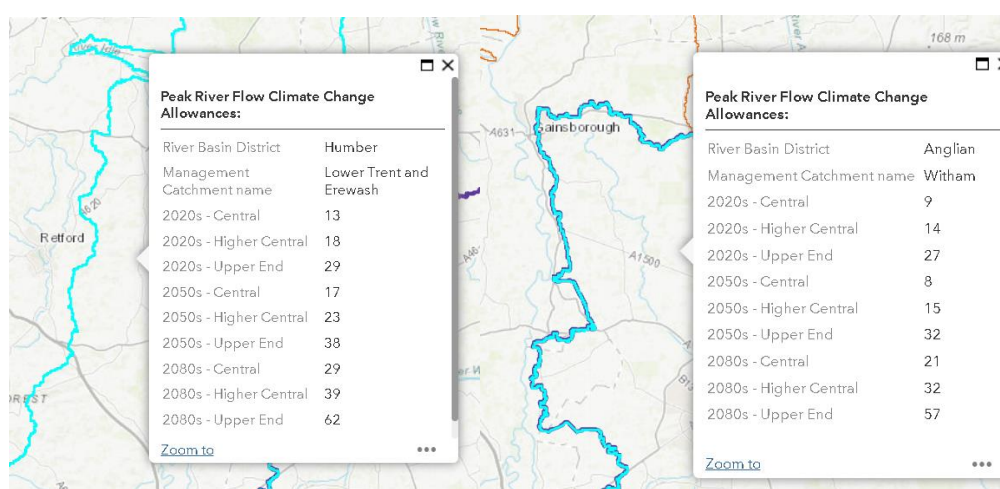 River Idle
Retford
A620
Peak River Flow Climate Change
Allowances:
River Basin District Humber
Management Catchment name Lower Trent and Erewash
2020s - Central 13
2020s - Higher Central 18
2020s - Upper End 29
2050s - Central 17
2050s - Higher Central 23
2050s - Upper End 38
2080s - Central 29
2080s - Higher Central 39
2080s - Upper End 62
Zoom to
168 m
A631
Gainsborough
A1500
A46
Peak River Flow Climate Change
Allowances:
River Basin District Anglian
Management Catchment name Witham
2020s - Central 9
2020s - Higher Central 14
2020s - Upper End 27
2050s - Central 8
2050s - Higher Central 15
2050s - Upper End 32
2080s - Central 21
2080s - Higher Central 32
2080s - Upper End 57
Zoom to